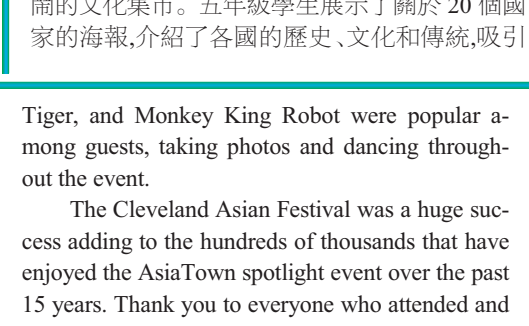 鬧的文化集市。五年級學生展示了關於 20 個國
家的海報,介紹了各國的歷史、文化和傳統,吸引
Tiger, and Monkey King Robot were popular a-
mong guests, taking photos and dancing through-
out the event.
The Cleveland Asian Festival was a huge suc-
cess adding to the hundreds of thousands that have
enjoyed the AsiaTown spotlight event over the past
15 years. Thank you to everyone who attended and